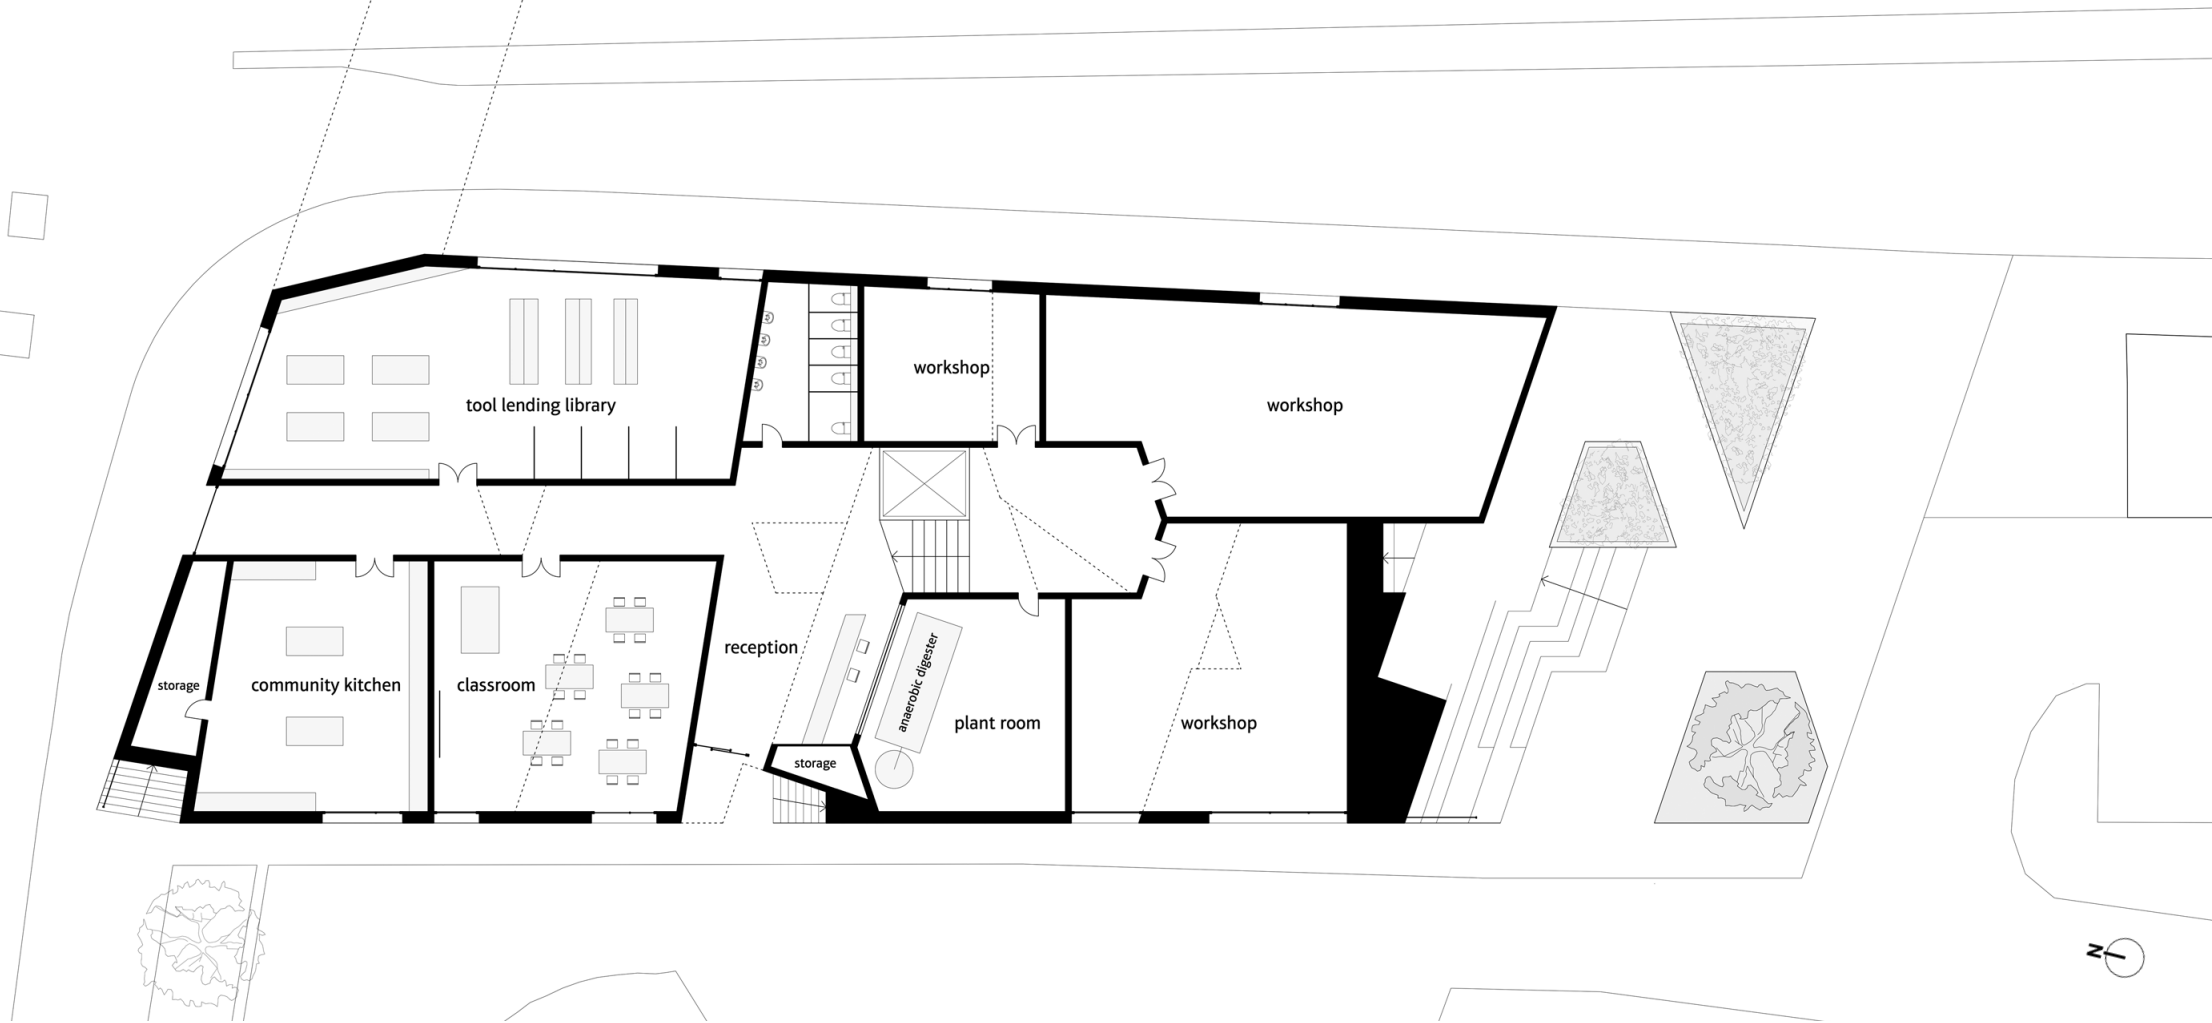 workshop
tool lending library
workshop
reception
anaerobic digester
storage
community kitchen
classroom
plant room
workshop
storage
N